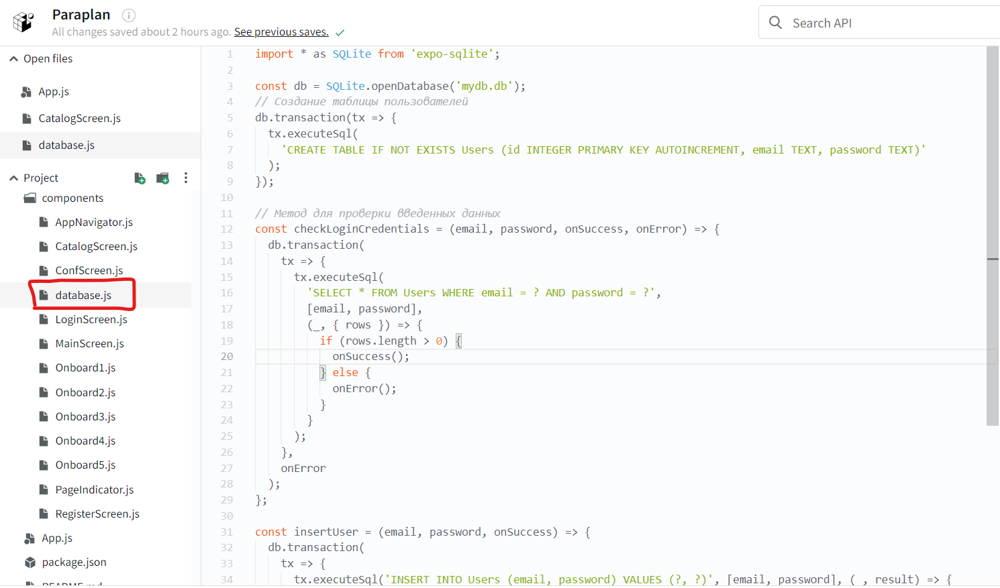 Paraplan
All changes saved about 2 hours ago. See previous saves.
Search API
Open files
App.js
CatalogScreen.js
database.js
Project
components
AppNavigator.js
CatalogScreen.js
ConfScreen.js
database.js
LoginScreen.js
MainScreen.js
Onboard1.js
Onboard2.js
Onboard3.js
Onboard4.js
Onboard5.js
PageIndicator.js
RegisterScreen.js
App.js
package.json
README.md
1 import * as SQLite from 'expo-sqlite';
2
3 const db = SQLite.openDatabase('mydb.db');
4 // Создание таблицы пользователей
5 db.transaction(tx => {
6 tx.executeSql(
7 'CREATE TABLE IF NOT EXISTS Users (id INTEGER PRIMARY KEY AUTOINCREMENT, email TEXT, password TEXT)'
8 );
9 });
10
11 // Метод для проверки введенных данных
12 const checkLoginCredentials = (email, password, onSuccess, onError) => {
13 db.transaction(
14 tx => {
15 tx.executeSql(
16 'SELECT * FROM Users WHERE email = ? AND password = ?',
17 [email, password],
18 (_, { rows }) => {
19 if (rows.length > 0) {
20 onSuccess();
21 } else {
22 onError();
23 }
24 }
25 );
26 },
27 onError
28 );
29 };
30
31 const insertUser = (email, password, onSuccess) => {
32 db.transaction(
33 tx => {
34 tx.executeSql('INSERT INTO Users (email, password) VALUES (?, ?)', [email, password], (_, result) => {